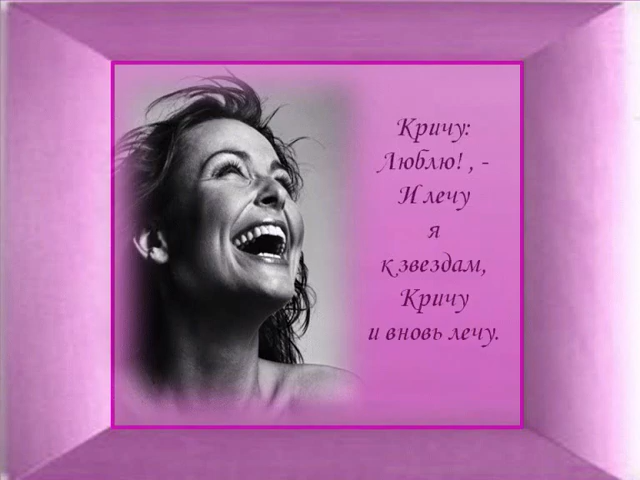 Кричу:
Люблю! , -
И лечу
я
к звездам,
Кричу
и вновь лечу.